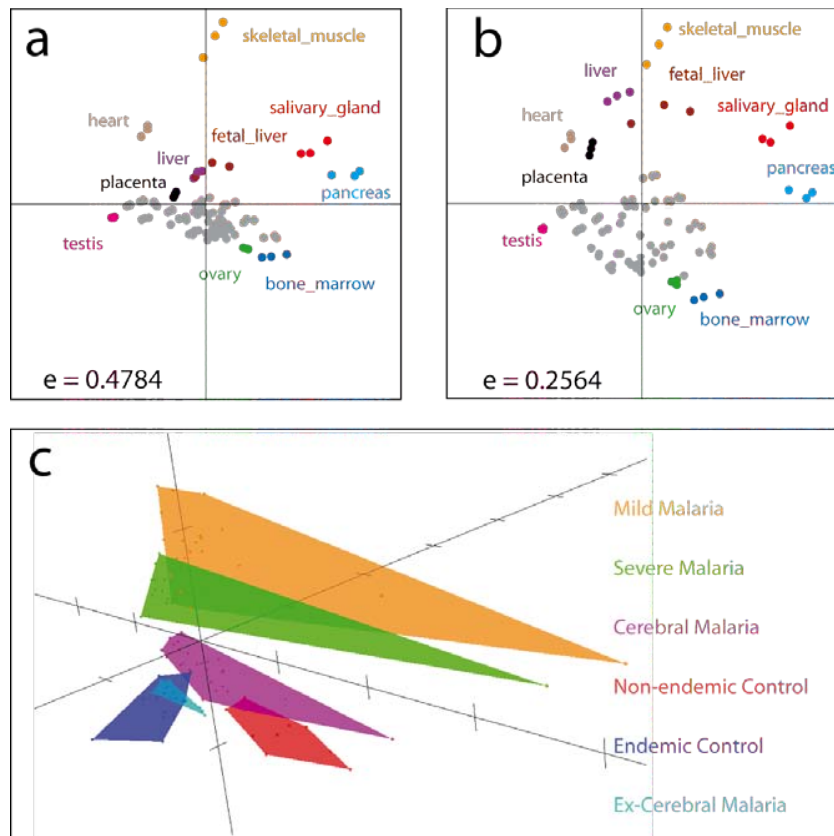 a
skeletal_muscle
salivary_gland
heart
fetal_liver
liver
placenta
pancreas
testis
ovary
bone_marrow
e = 0.4784
b
skeletal_muscle
liver
fetal_liver
salivary_gland
heart
placenta
pancreas
testis
ovary
bone_marrow
e = 0.2564
c
Mild Malaria
Severe Malaria
Cerebral Malaria
Non-endemic Control
Endemic Control
Ex-Cerebral Malaria